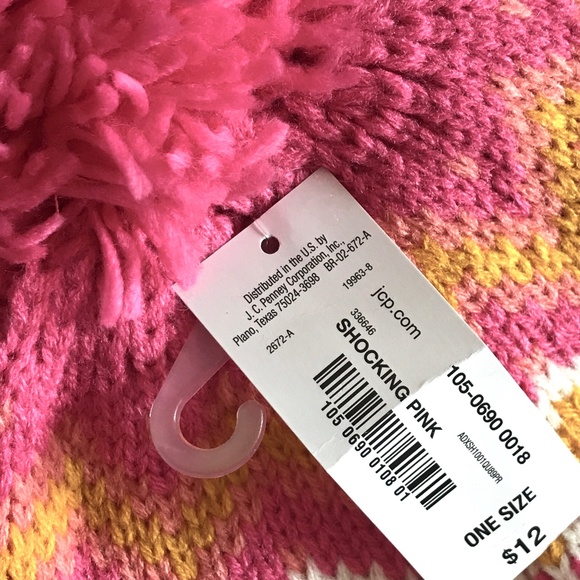 Distributed in the U.S. by
J. C. Penney Corporation, Inc.,
Plano, Texas 75024-3698 BR-02-672-A
2672-A
19963-8
jcp.com
336646
SHOCKING PINK
105 0690 0108 01
105-0690 0018
ADXSH1001QU89PR
ONE SIZE
$12